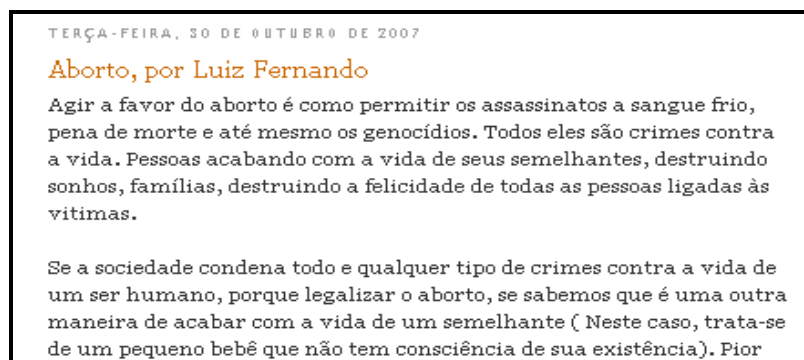 TERÇA-FEIRA, 30 DE OUTUBRO DE 2007
Aborto, por Luiz Fernando
Agir a favor do aborto é como permitir os assassinatos a sangue frio,
pena de morte e até mesmo os genocídios. Todos eles são crimes contra
a vida. Pessoas acabando com a vida de seus semelhantes, destruindo
sonhos, famílias, destruindo a felicidade de todas as pessoas ligadas às
vitimas.
Se a sociedade condena todo e qualquer tipo de crimes contra a vida de
um ser humano, porque legalizar o aborto, se sabemos que é uma outra
maneira de acabar com a vida de um semelhante ( Neste caso, trata-se
de um pequeno bebê que não tem consciência de sua existência). Pior